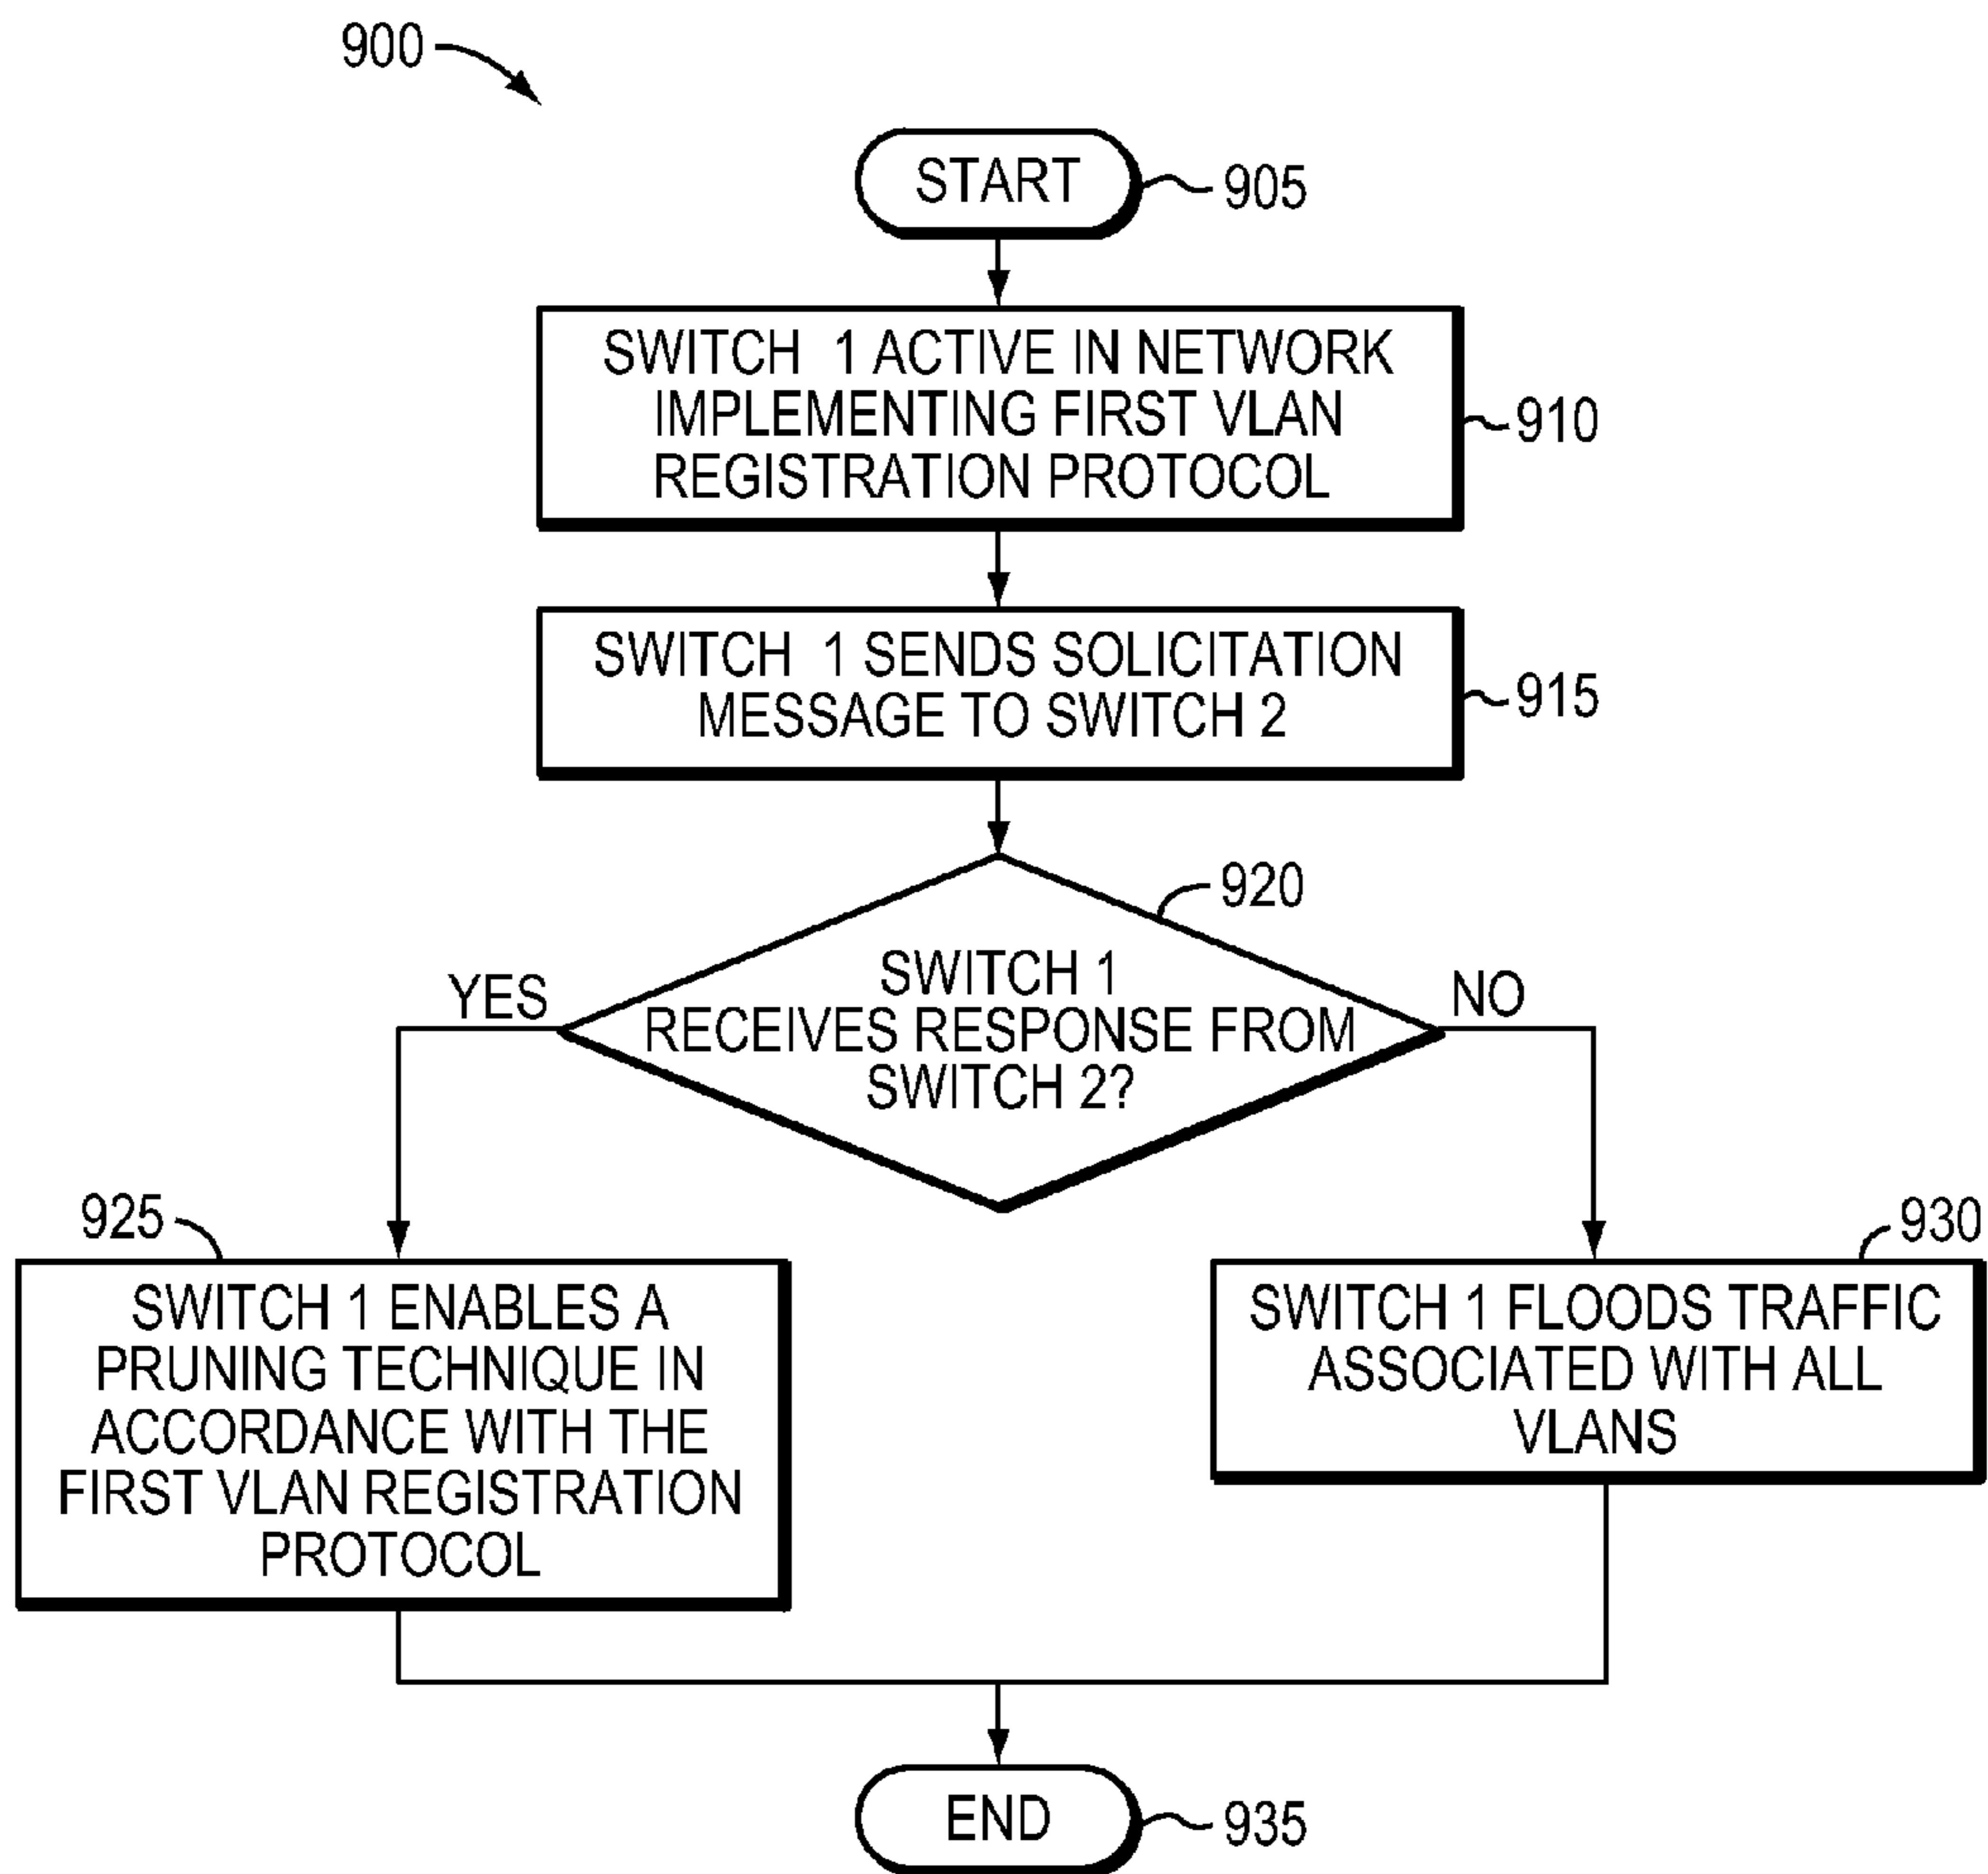 900
START
905
SWITCH 1 ACTIVE IN NETWORK
IMPLEMENTING FIRST VLAN
REGISTRATION PROTOCOL
910
SWITCH 1 SENDS SOLICITATION
MESSAGE TO SWITCH 2
915
920
SWITCH 1
RECEIVES RESPONSE FROM
SWITCH 2?
YES
NO
925
SWITCH 1 ENABLES A
PRUNING TECHNIQUE IN
ACCORDANCE WITH THE
FIRST VLAN REGISTRATION
PROTOCOL
930
SWITCH 1 FLOODS TRAFFIC
ASSOCIATED WITH ALL
VLANS
END
935